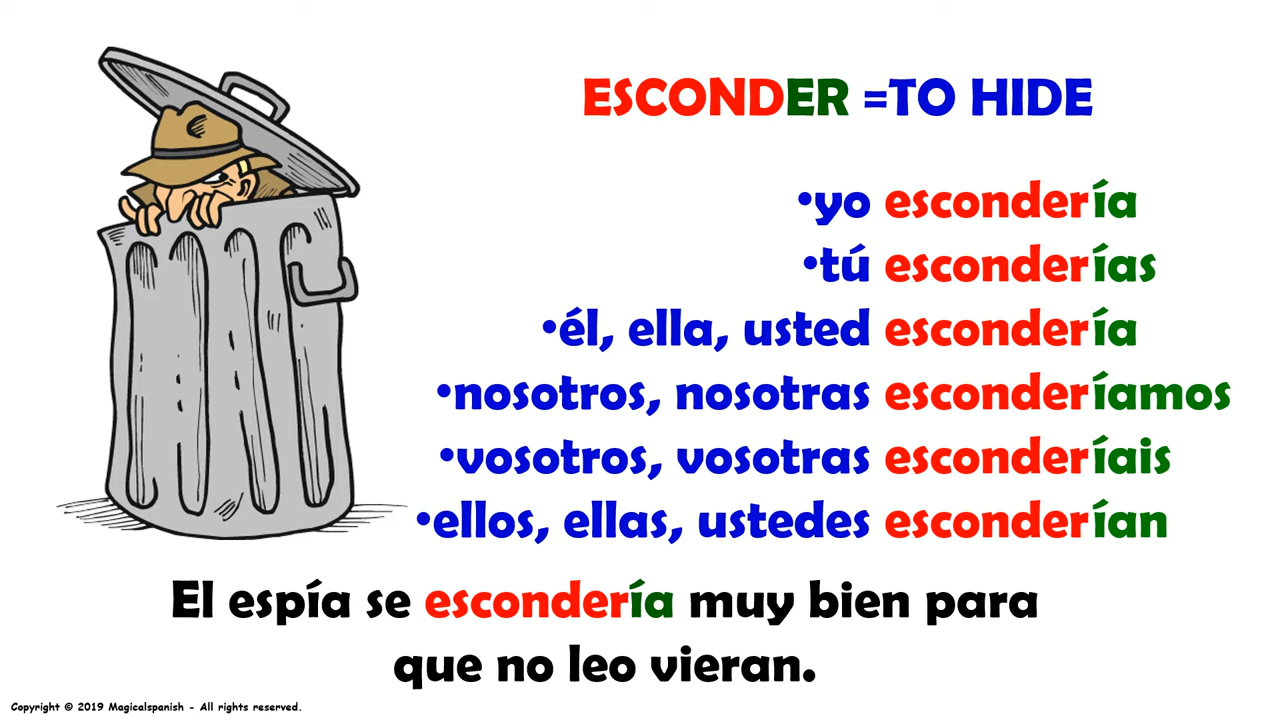 ESCONDER =TO HIDE
•yo escondería
•tú esconderías
•él, ella, usted escondería
•nosotros, nosotras esconderíamos
•vosotros, vosotras esconderíais
•ellos, ellas, ustedes esconderían
El espía se escondería muy bien para
que no leo vieran.
Copyright © 2019 Magicalspanish - All rights reserved.